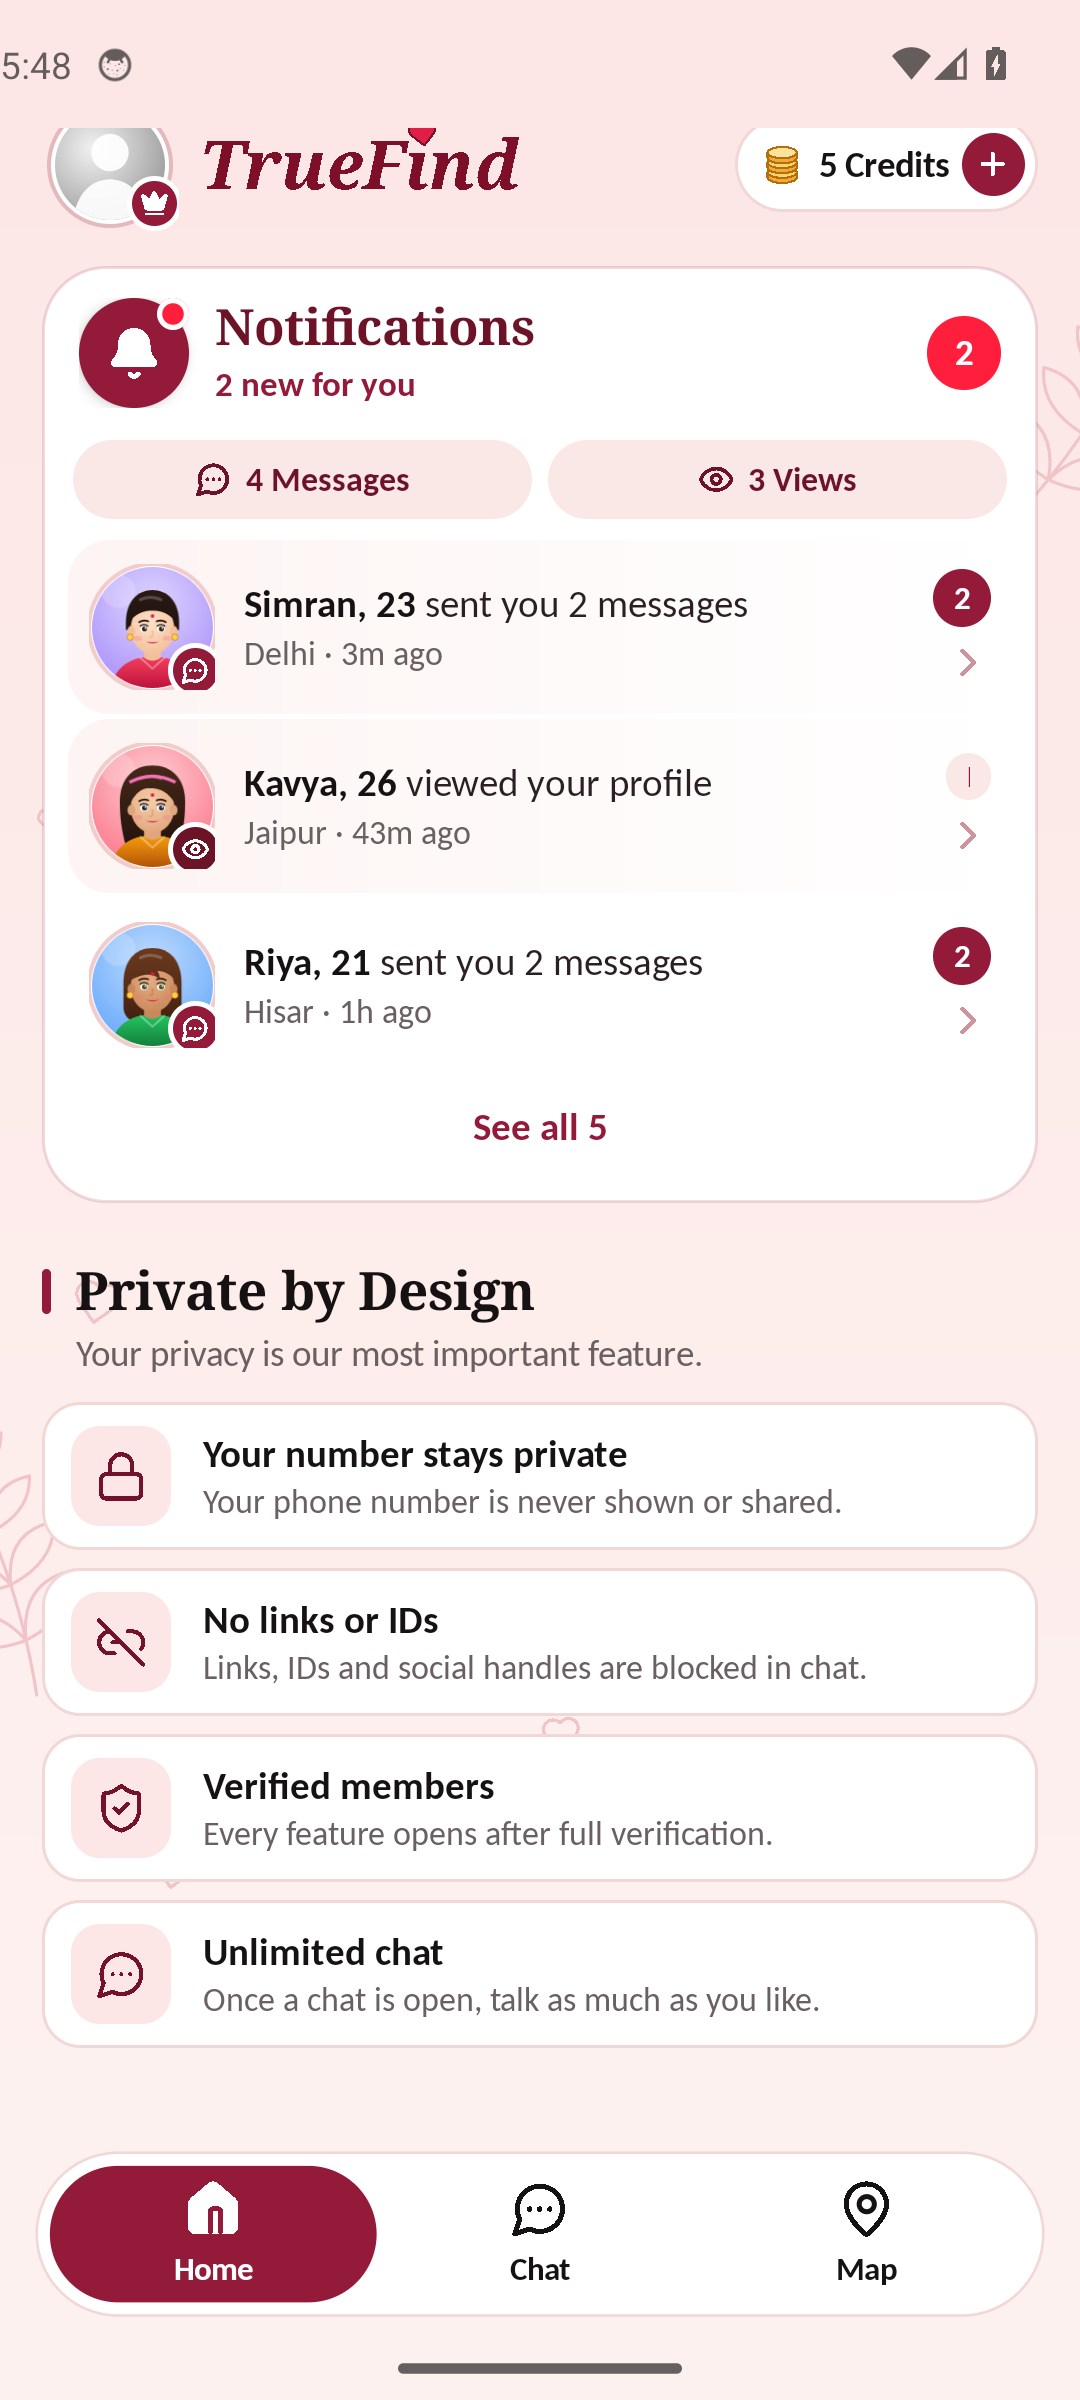 5:48
TrueFind
5 Credits
Notifications
2 new for you
2
4 Messages
3 Views
Simran, 23 sent you 2 messages
Delhi · 3m ago
2
Kavya, 26 viewed your profile
Jaipur · 43m ago
Riya, 21 sent you 2 messages
Hisar · 1h ago
2
See all 5
Private by Design
Your privacy is our most important feature.
Your number stays private
Your phone number is never shown or shared.
No links or IDs
Links, IDs and social handles are blocked in chat.
Verified members
Every feature opens after full verification.
Unlimited chat
Once a chat is open, talk as much as you like.
Home
Chat
Map